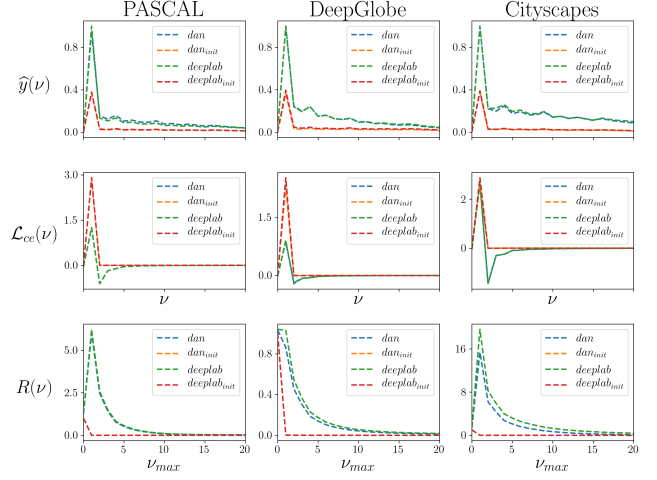 PASCAL
DeepGlobe
Cityscapes
ŷ(ν)
0.8
0.4
0.0
dan
dan_init
deeplab
deeplab_init
0.8
0.4
0.0
dan
dan_init
deeplab
deeplab_init
0.8
0.4
0.0
dan
dan_init
deeplab
deeplab_init
ℒ_ce(ν)
3.0
1.5
0.0
dan
dan_init
deeplab
deeplab_init
ν
1.5
0.0
dan
dan_init
deeplab
deeplab_init
ν
2
0
dan
dan_init
deeplab
deeplab_init
ν
R(ν)
5.0
2.5
0.0
dan
dan_init
deeplab
deeplab_init
0 5 10 15 20
ν_max
0.8
0.4
0.0
dan
dan_init
deeplab
deeplab_init
0 5 10 15 20
ν_max
16
8
0
dan
dan_init
deeplab
deeplab_init
0 5 10 15 20
ν_max